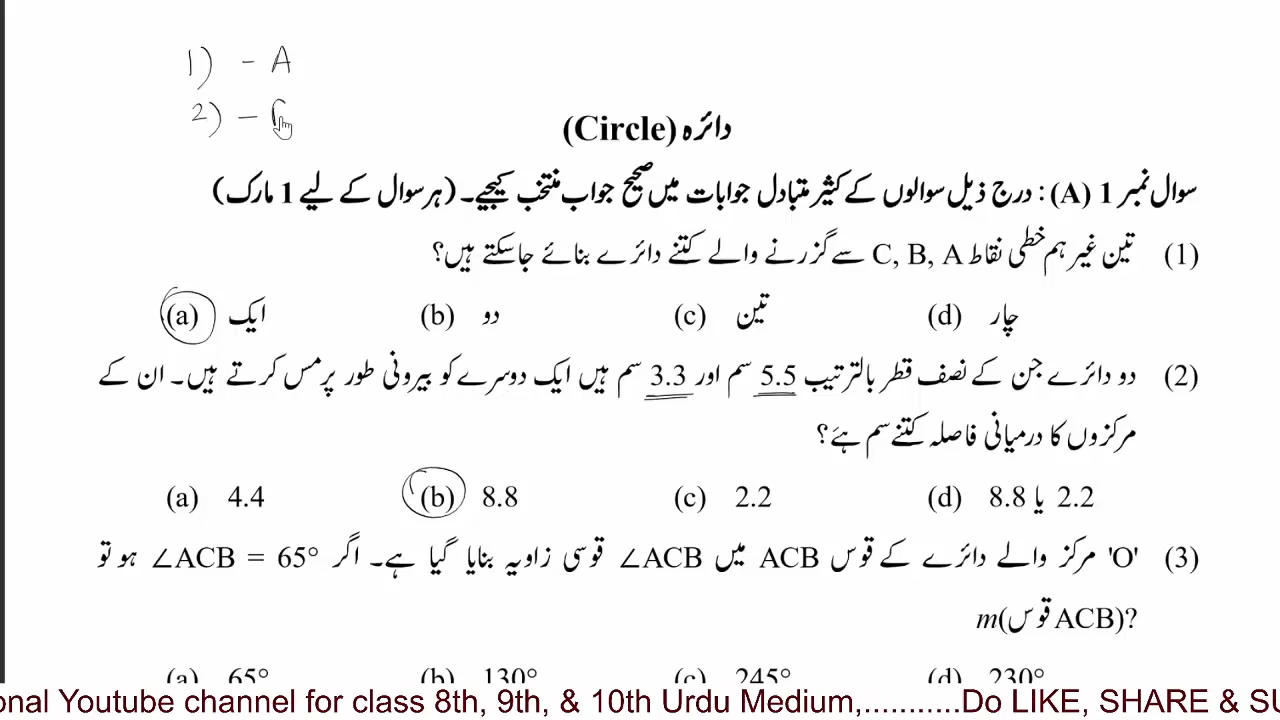 1) - A
2) -
دائرہ (Circle)
سوال نمبر 1 (A) : درج ذیل سوالوں کے کثیر متبادل جوابات میں صحیح جواب منتخب کیجیے۔ (ہر سوال کے لیے 1 مارک)
(1) تین غیر ہم خطی نقاط C, B, A سے گزرنے والے کتنے دائرے بنائے جاسکتے ہیں؟
(a) ایک (b) دو (c) تین (d) چار
(2) دو دائرے جن کے نصف قطر بالترتیب 5.5 سم اور 3.3 سم ہیں ایک دوسرے کو بیرونی طور پر مس کرتے ہیں۔ ان کے
مرکزوں کا درمیانی فاصلہ کتنے سم ہے؟
(a) 4.4 (b) 8.8 (c) 2.2 (d) 8.8 یا 2.2
(3) 'O' مرکز والے دائرے کے قوس ACB میں ∠ACB قوسی زاویہ بنایا گیا ہے۔ اگر ∠ACB = 65° ہو تو
m(قوس ACB)?
(a) 65° (b) 130° (c) 245° (d) 230°
onal Youtube channel for class 8th, 9th, & 10th Urdu Medium,...........Do LIKE, SHARE & SU